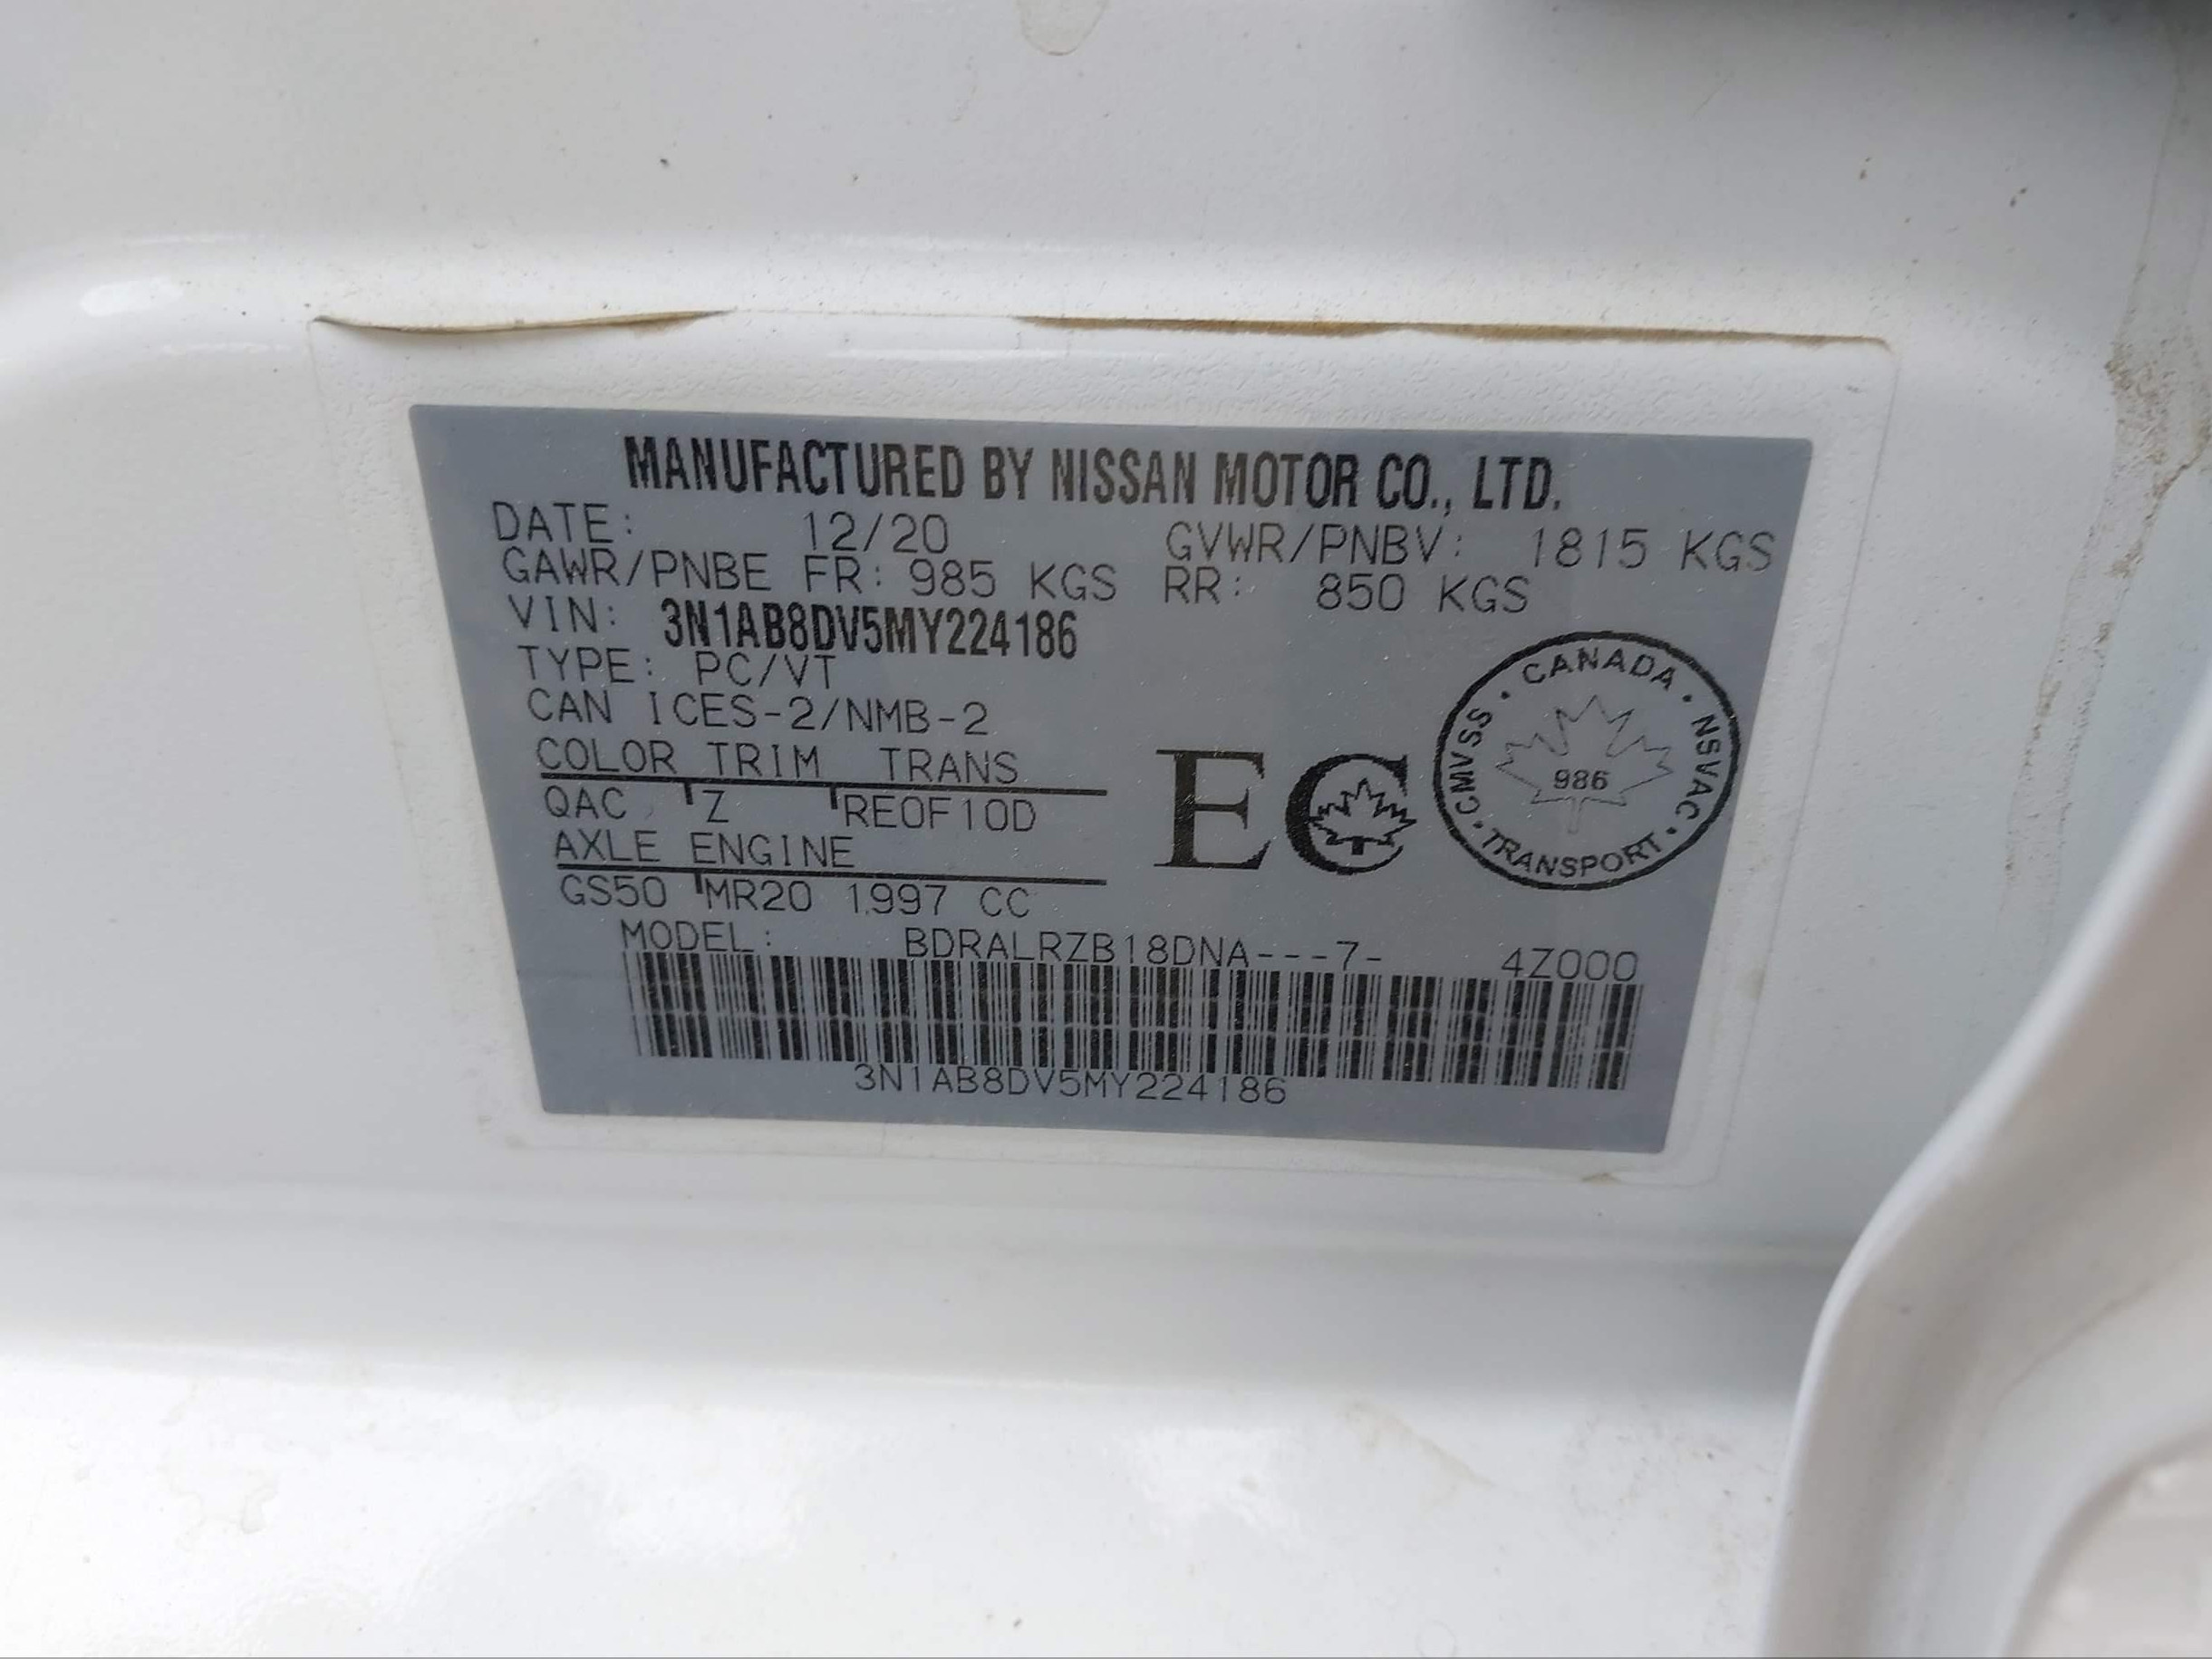 MANUFACTURED BY NISSAN MOTOR CO., LTD.
DATE: 12/20 GVWR/PNBV: 1815 KGS
GAWR/PNBE FR: 985 KGS RR: 850 KGS
VIN: 3N1AB8DV5MY224186
TYPE: PC/VT
CAN ICES-2/NMB-2
COLOR TRIM TRANS
QAC Z RE0F10D
AXLE ENGINE
GS50 MR20 1997 CC
EC
CANADA · NSVAC · TRANSPORT · CMVSS ·
986
MODEL: BDRALRZB18DNA---7- 4Z000
3N1AB8DV5MY224186